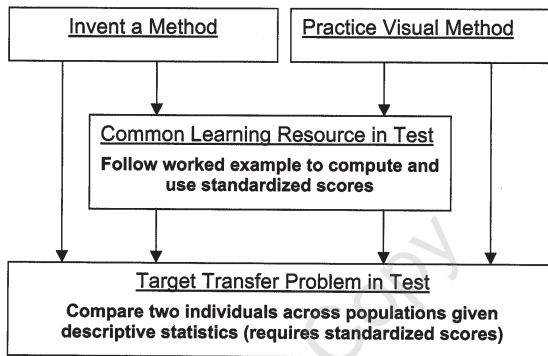 Invent a Method
Practice Visual Method
Common Learning Resource in Test
Follow worked example to compute and
use standardized scores
Target Transfer Problem in Test
Compare two individuals across populations given
descriptive statistics (requires standardized scores)
Copy